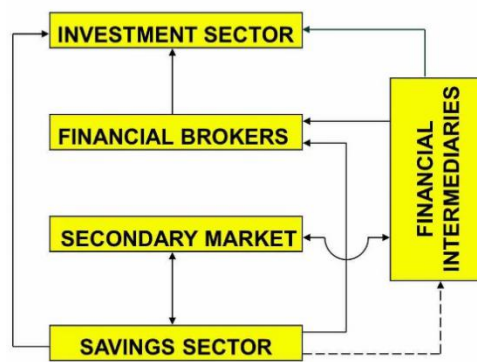 INVESTMENT SECTOR
FINANCIAL BROKERS
SECONDARY MARKET
SAVINGS SECTOR
FINANCIAL
INTERMEDIARIES